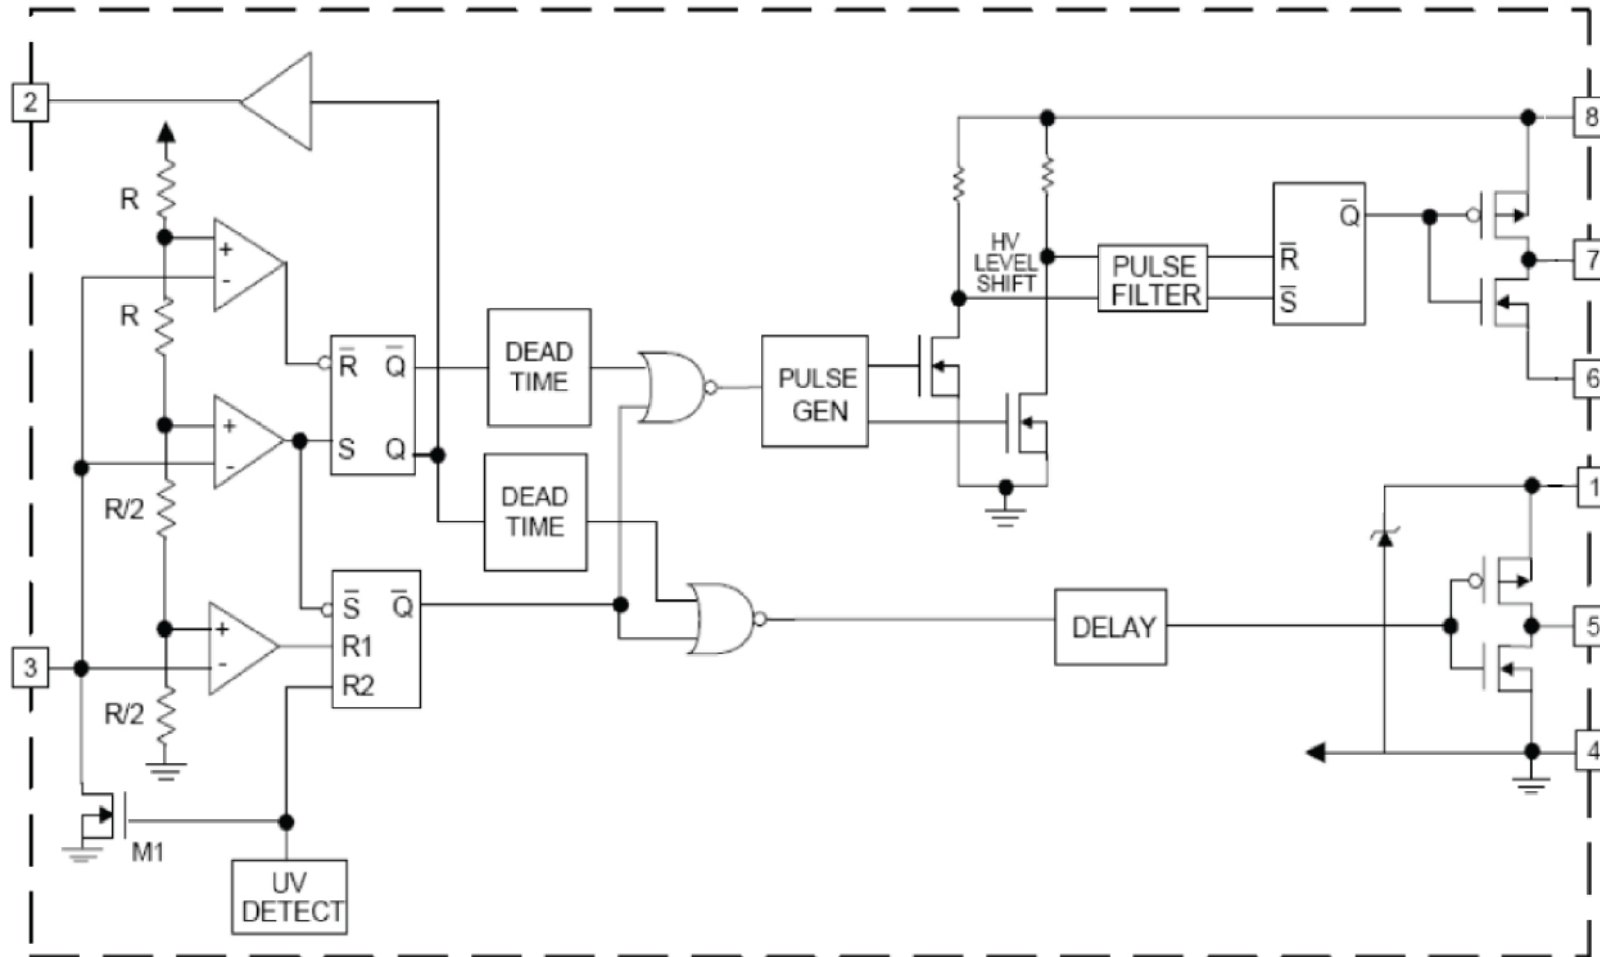 2
8
R
+
-
Q̅
HV
LEVEL
SHIFT
PULSE
FILTER
R̅
S̅
7
R
6
DEAD
TIME
R̅ Q̅
S Q
PULSE
GEN
+
-
DEAD
TIME
1
R/2
S̅ Q̅
R1
R2
DELAY
5
+
-
3
R/2
4
M1
UV
DETECT